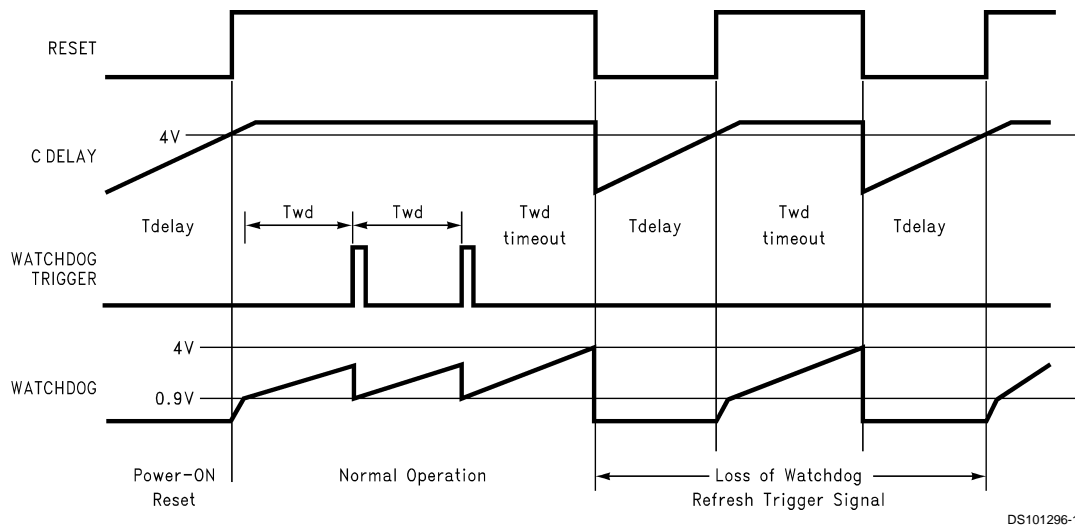 RESET
4V
C DELAY
Tdelay
Twd
Twd
Twd
timeout
Tdelay
Twd
timeout
Tdelay
WATCHDOG
TRIGGER
4V
WATCHDOG
0.9V
Power-ON
Reset
Normal Operation
Loss of Watchdog
Refresh Trigger Signal